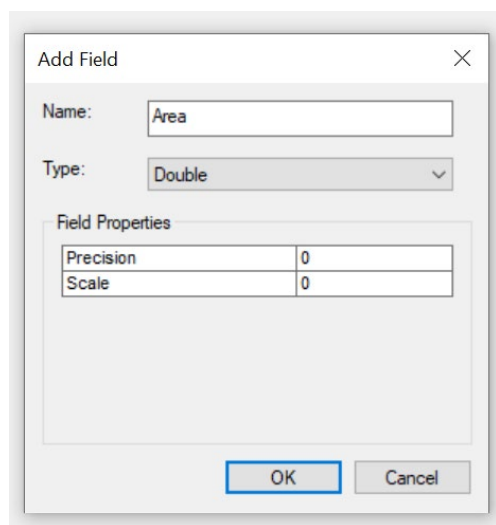 Add Field
Name: Area
Type: Double
Field Properties
Precision 0
Scale 0
OK Cancel